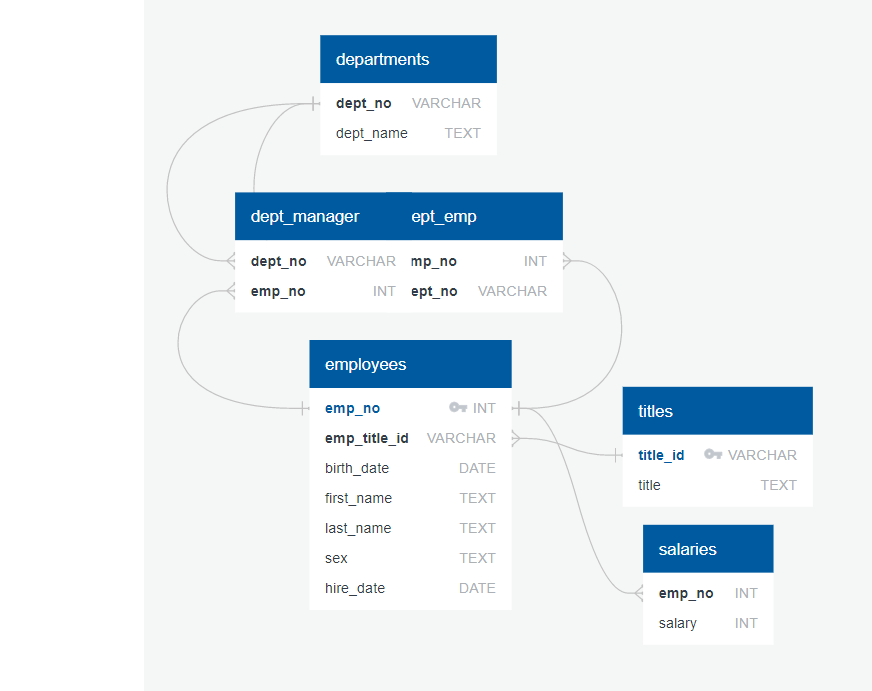 departments
dept_no VARCHAR
dept_name TEXT
dept_manager ept_emp
dept_no VARCHAR mp_no INT
emp_no INT ept_no VARCHAR
employees
emp_no INT
emp_title_id VARCHAR
birth_date DATE
first_name TEXT
last_name TEXT
sex TEXT
hire_date DATE
titles
title_id VARCHAR
title TEXT
salaries
emp_no INT
salary INT